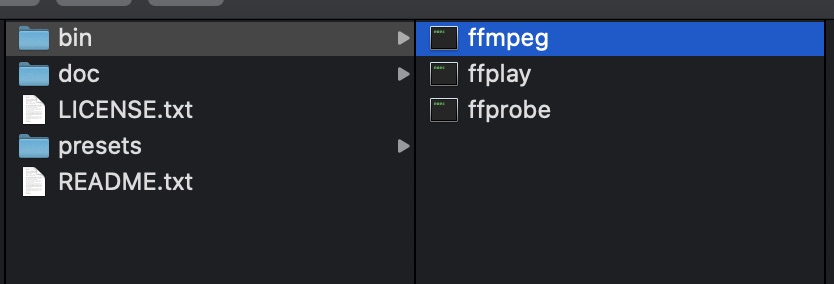 bin
doc
LICENSE.txt
presets
README.txt
ffmpeg
ffplay
ffprobe